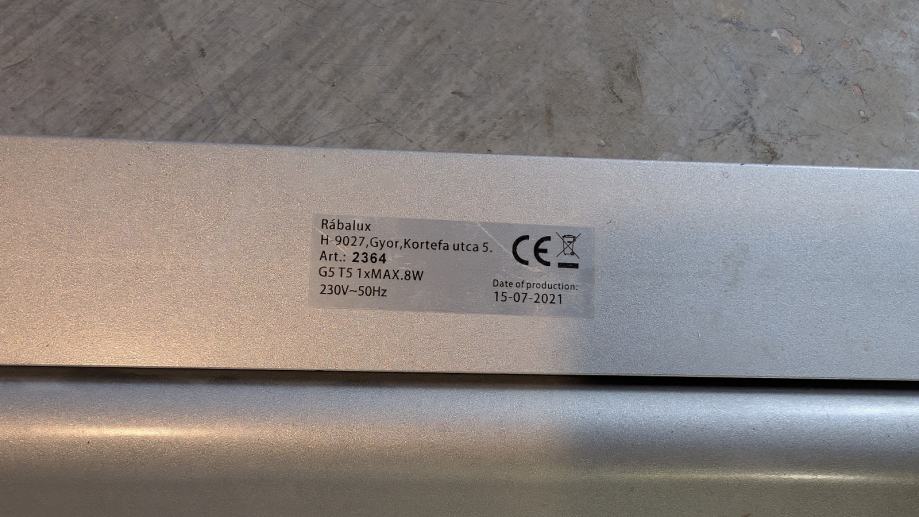 Rábalux
H-9027,Gyor,Kortefa utca 5.
Art.: 2364
G5 T5 1xMAX.8W
230V~50Hz
CE
Date of production:
15-07-2021